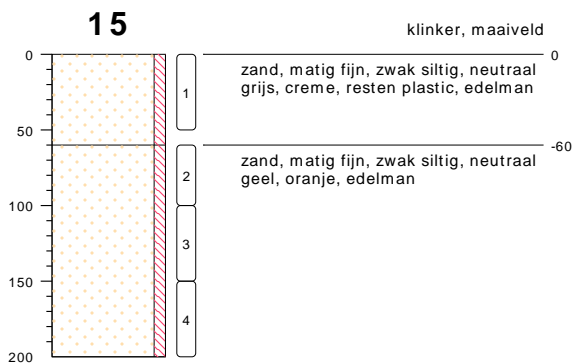 15
klinker, maaiveld
0
0
zand, matig fijn, zwak siltig, neutraal
grijs, creme, resten plastic, edelman
1
50
-60
zand, matig fijn, zwak siltig, neutraal
geel, oranje, edelman
2
100
3
150
4
200